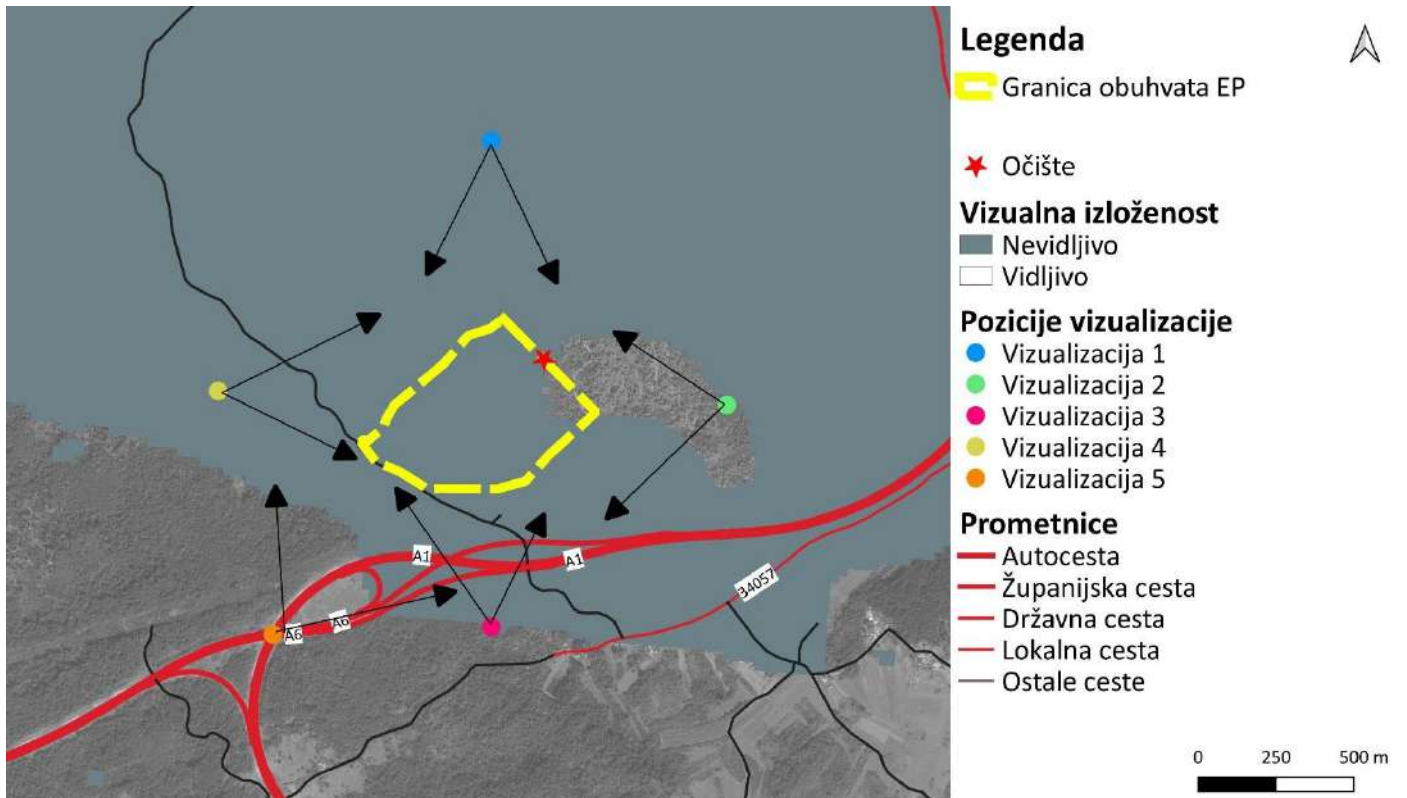 Legenda
Granica obuhvata EP
Očište
Vizualna izloženost
Nevidljivo
Vidljivo
Pozicije vizualizacije
Vizualizacija 1
Vizualizacija 2
Vizualizacija 3
Vizualizacija 4
Vizualizacija 5
Prometnice
Autocesta
Županijska cesta
Državna cesta
Lokalna cesta
Ostale ceste
0 250 500 m
A1
A1
34057
A6
A6